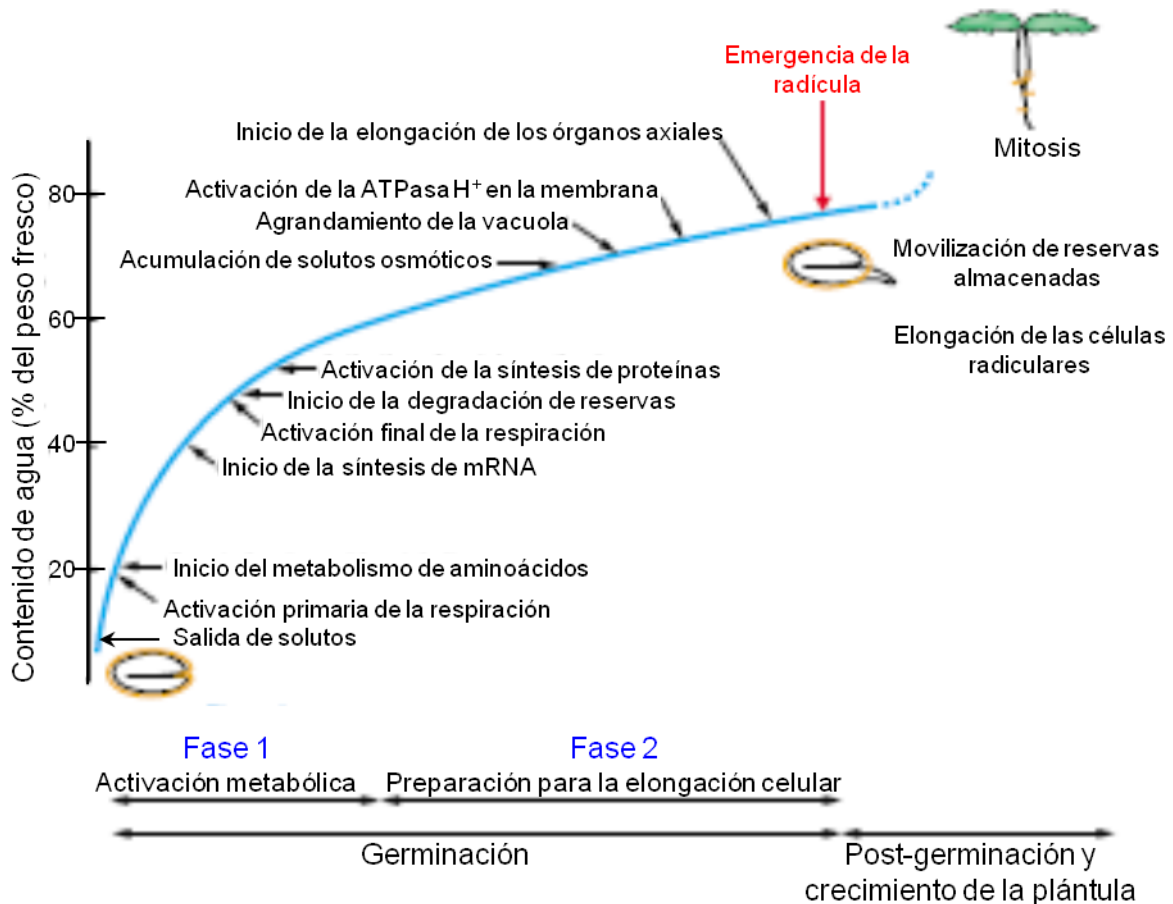 Emergencia de la
radícula
Inicio de la elongación de los órganos axiales
Mitosis
Activación de la ATPasa H⁺ en la membrana
Agrandamiento de la vacuola
Acumulación de solutos osmóticos
Movilización de reservas
almacenadas
Elongación de las células
radiculares
Contenido de agua (% del peso fresco)
80
60
40
20
Activación de la síntesis de proteínas
Inicio de la degradación de reservas
Activación final de la respiración
Inicio de la síntesis de mRNA
Inicio del metabolismo de aminoácidos
Activación primaria de la respiración
Salida de solutos
Fase 1
Fase 2
Activación metabólica
Preparación para la elongación celular
Germinación
Post-germinación y
crecimiento de la plántula